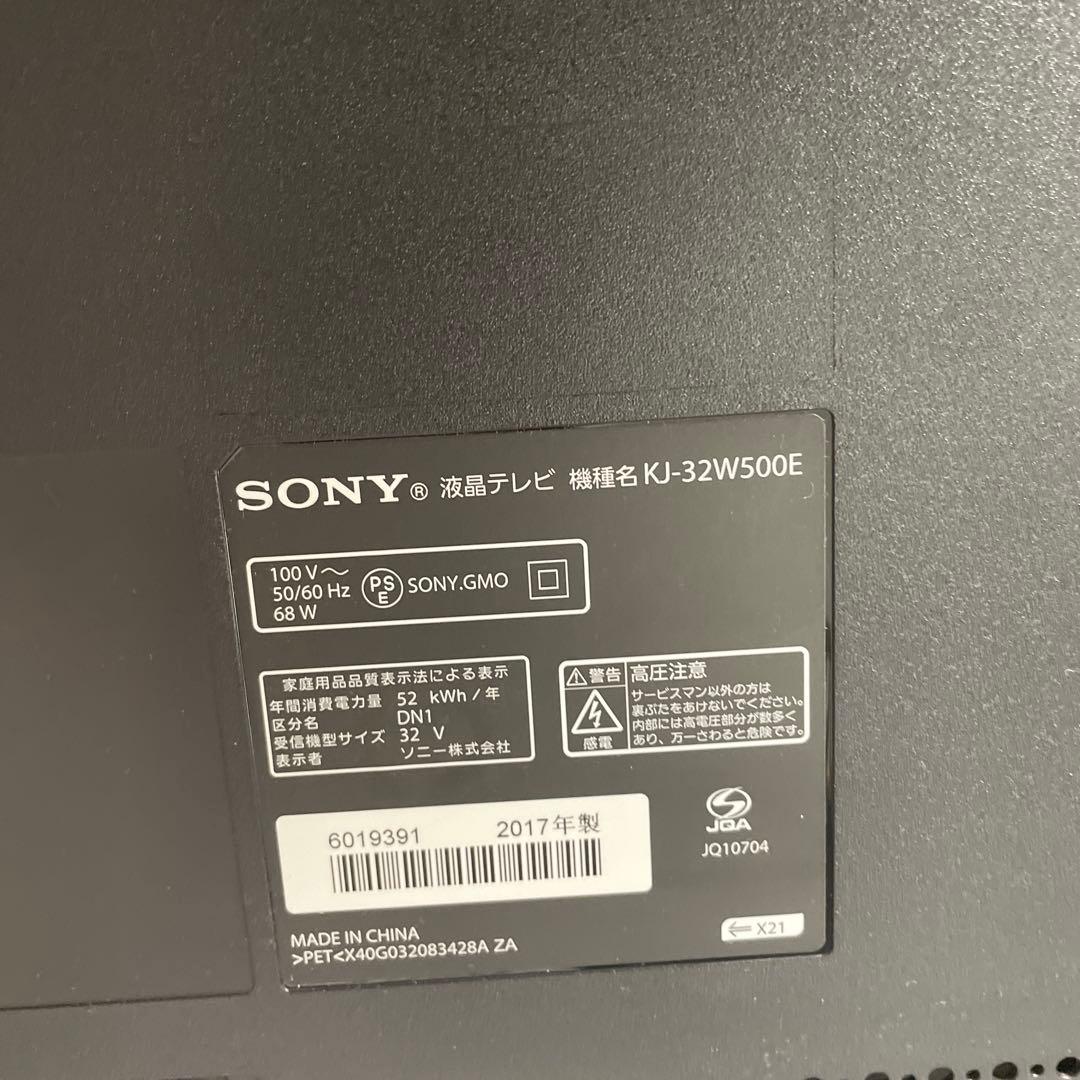 SONY® 液晶テレビ 機種名 KJ-32W500E
100 V〜
50/60 Hz
68 W
PSE
SONY.GMO
家庭用品品質表示法による表示
年間消費電力量 52 kWh / 年
区分名 DN1
受信機型サイズ 32 V
表示者 ソニー株式会社
警告
感電
高圧注意
サービスマン以外の方は
裏ぶたをあけないでください。
内部には高電圧部分が数多く
あり、万一さわると危険です。
6019391 2017年製
JQA
JQ10704
MADE IN CHINA
>PET<X40G032083428A ZA
⇐ X21